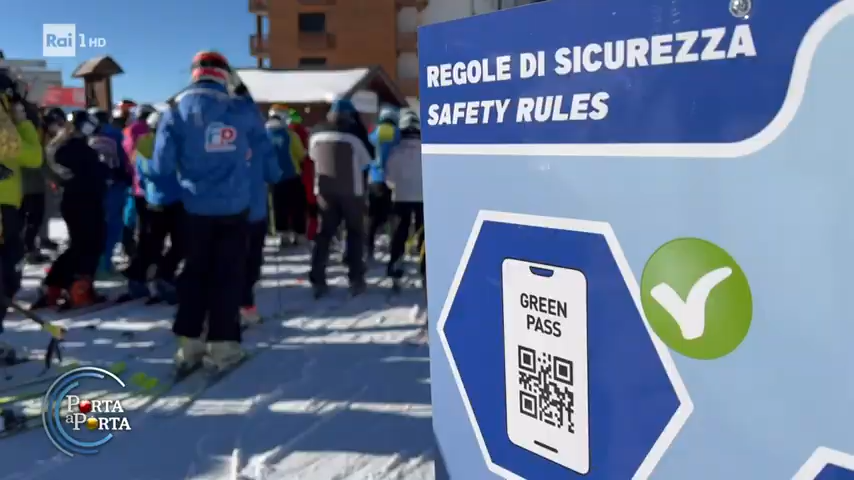 Rai 1 HD
REGOLE DI SICUREZZA
SAFETY RULES
GREEN
PASS
PORTA
a PORTA